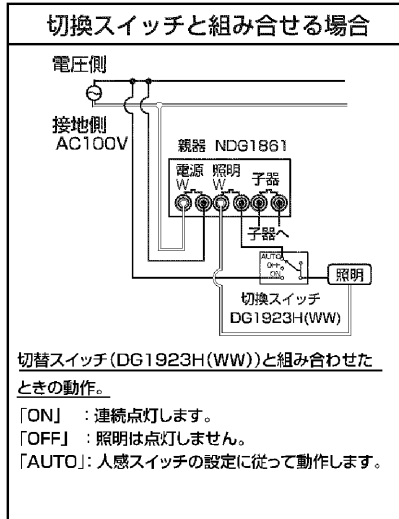 切換スイッチと組み合せる場合
電圧側
接地側
AC100V
親器 NDG1861
電源 照明 子器
W W
子器へ
AUTO
OFF
ON
照明
切換スイッチ
DG1923H(WW)
切替スイッチ(DG1923H(WW))と組み合わせた
ときの動作。
「ON」 :連続点灯します。
「OFF」 :照明は点灯しません。
「AUTO」:人感スイッチの設定に従って動作します。